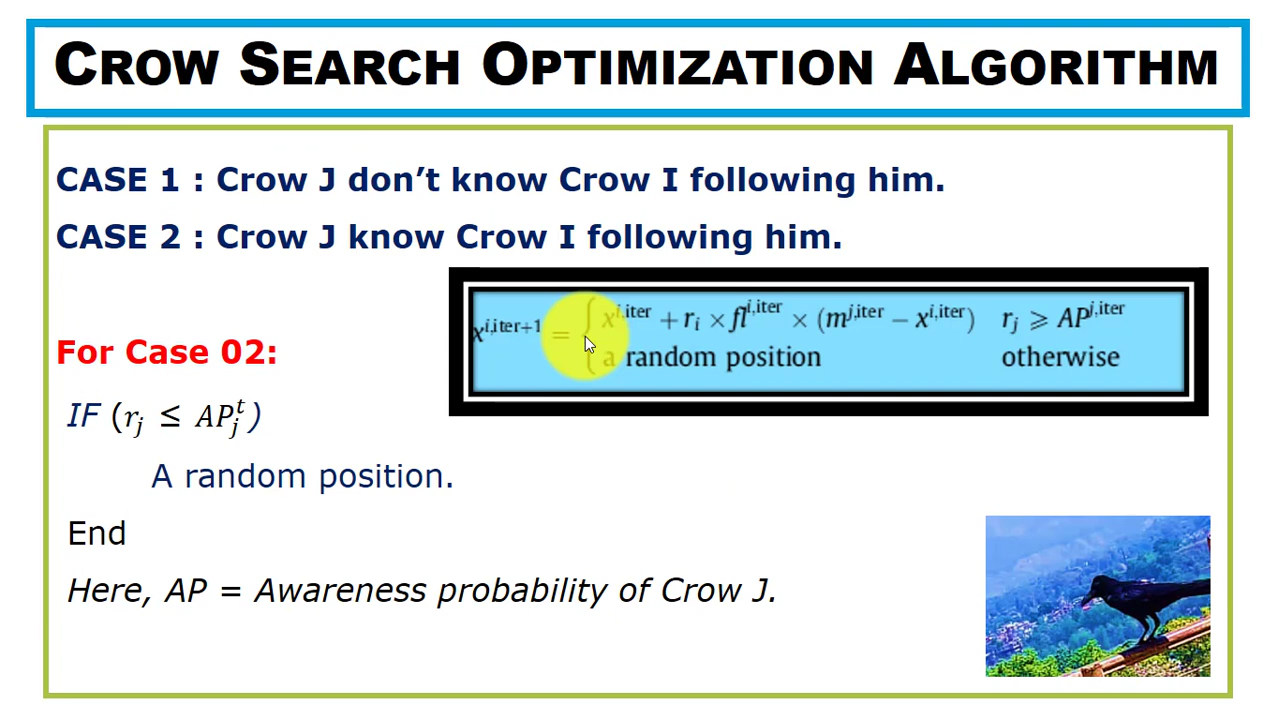 CROW SEARCH OPTIMIZATION ALGORITHM
CASE 1 : Crow J don’t know Crow I following him.
CASE 2 : Crow J know Crow I following him.
x^{i,iter+1} = { x^{i,iter} + r_i × fl^{i,iter} × (m^{j,iter} − x^{i,iter})   r_j ⩾ AP^{j,iter}
a random position   otherwise
For Case 02:
IF (r_j ≤ AP_j^t)
A random position.
End
Here, AP = Awareness probability of Crow J.